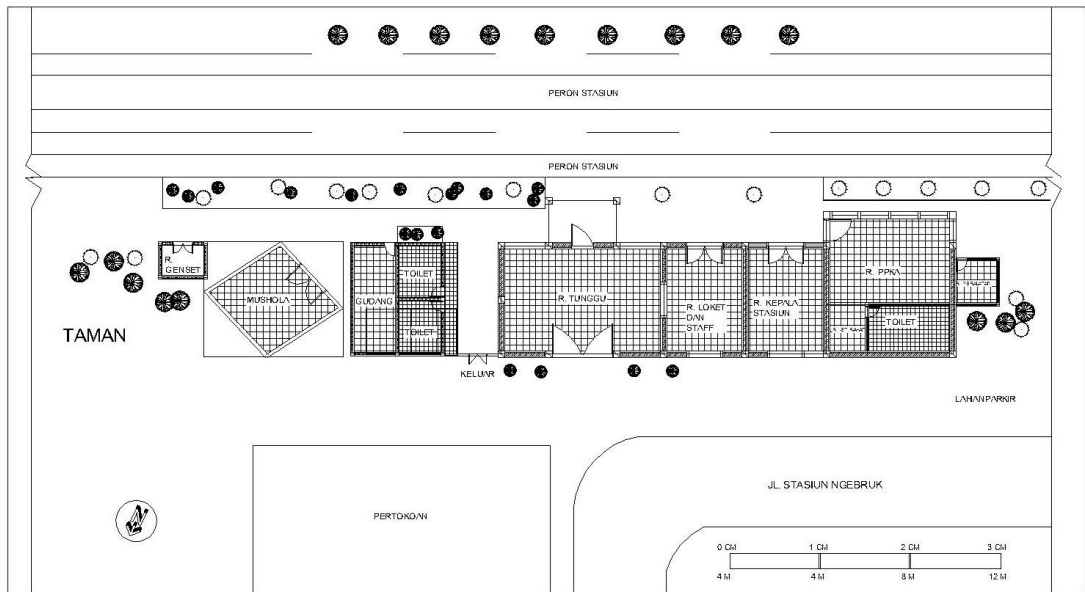 PERON STASIUN
PERON STASIUN
R.
GENSET
MUSHOLA
GUDANG
TOILET
TOILET
R. TUNGGU
R. LOKET
DAN
STAFF
R. KEPALA
STASIUN
R. PPKA
TOILET
TAMAN
KELUAR
LAHAN PARKIR
JL. STASIUN NGEBRUK
PERTOKOAN
0 CM 1 CM 2 CM 3 CM
4 M 4 M 8 M 12 M